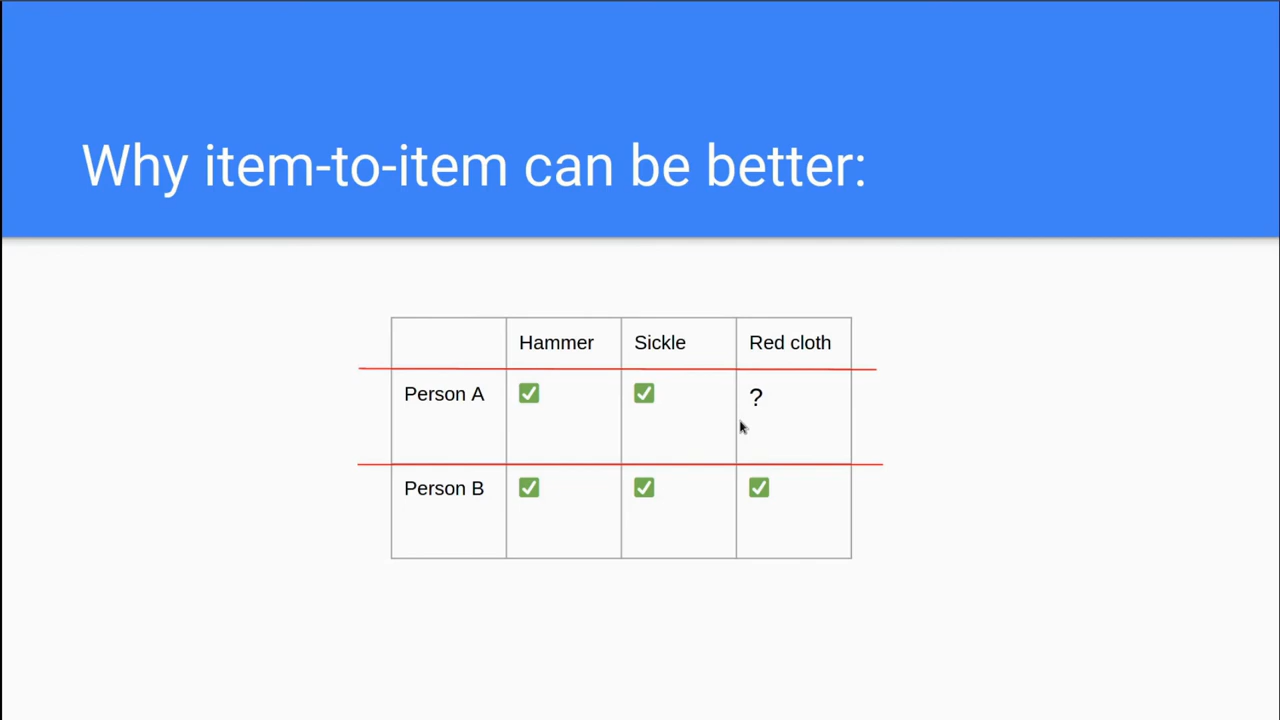 Why item-to-item can be better:
Hammer Sickle Red cloth
Person A ✅ ✅ ?
Person B ✅ ✅ ✅